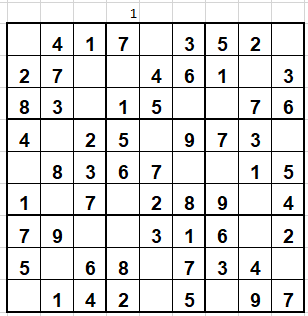 1
4 1 7 3 5 2
2 7 4 6 1 3
8 3 1 5 7 6
4 2 5 9 7 3
8 3 6 7 1 5
1 7 2 8 9 4
7 9 3 1 6 2
5 6 8 7 3 4
1 4 2 5 9 7